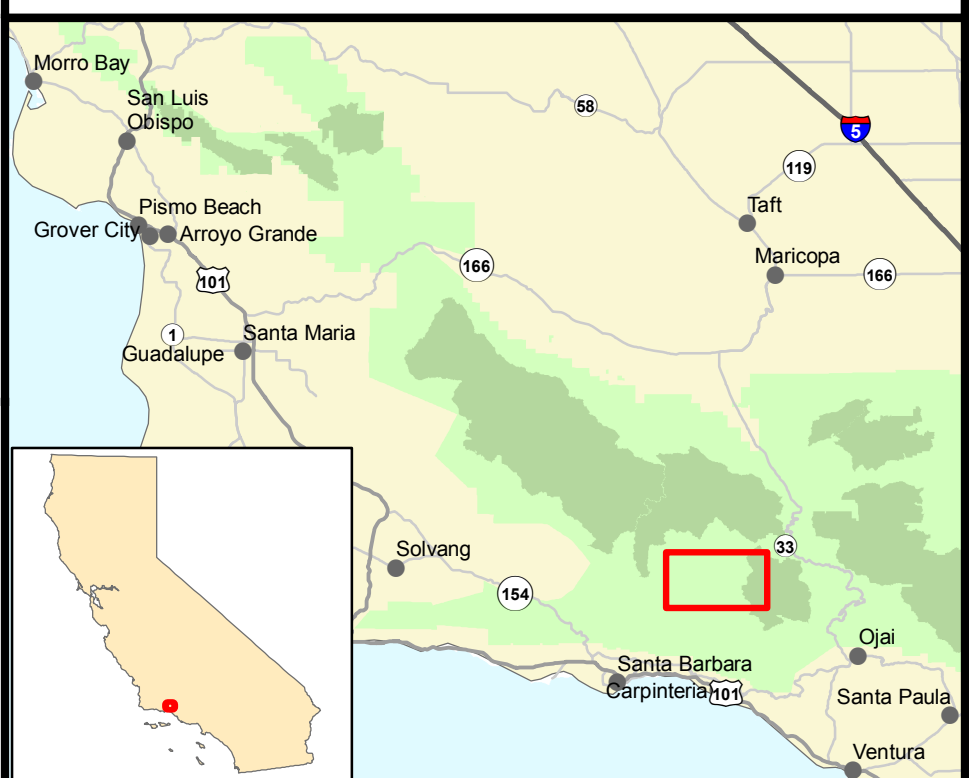 Morro Bay
San Luis
Obispo
58
5
119
Pismo Beach
Taft
Grover City
Arroyo Grande
Maricopa
166
166
101
1
Santa Maria
Guadalupe
33
Solvang
154
Ojai
Santa Barbara
Carpinteria
101
Santa Paula
Ventura